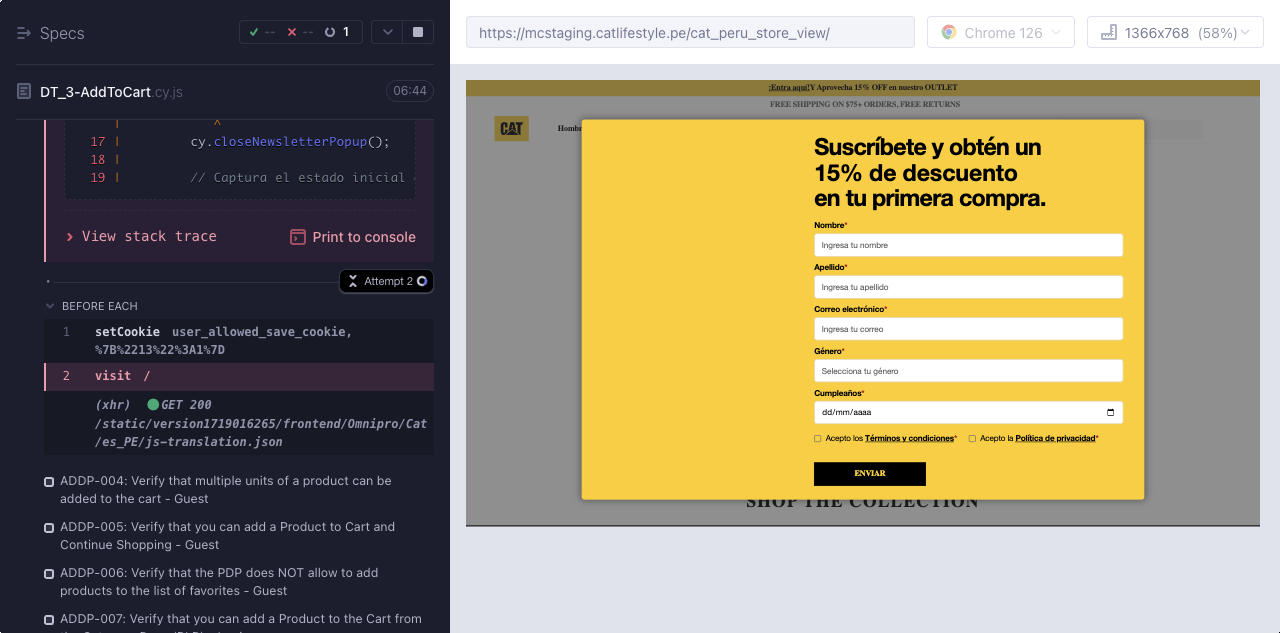 Specs
-- -- 1
DT_3-AddToCart.cy.js
06:44
| ^
17 | cy.closeNewsletterPopup();
18 |
19 | // Captura el estado inicial
View stack trace
Print to console
Attempt 2
BEFORE EACH
1 setCookie user_allowed_save_cookie,
%7B%2213%22%3A1%7D
2 visit /
(xhr) GET 200
/static/version1719016265/frontend/Omnipro/Cat
/es_PE/js-translation.json
ADDP-004: Verify that multiple units of a product can be
added to the cart - Guest
ADDP-005: Verify that you can add a Product to Cart and
Continue Shopping - Guest
ADDP-006: Verify that the PDP does NOT allow to add
products to the list of favorites - Guest
ADDP-007: Verify that you can add a Product to the Cart from
https://mcstaging.catlifestyle.pe/cat_peru_store_view/
Chrome 126
1366x768 (58%)
¡Entra aquí!Y Aprovecha 15% OFF en nuestro OUTLET
FREE SHIPPING ON $75+ ORDERS, FREE RETURNS
CAT
Suscríbete y obtén un
15% de descuento
en tu primera compra.
Nombre*
Ingresa tu nombre
Apellido*
Ingresa tu apellido
Correo electrónico*
Ingresa tu correo
Género*
Selecciona tu género
Cumpleaños*
dd/mm/aaaa
Acepto los Términos y condiciones* Acepto la Política de privacidad*
ENVIAR
SHOP THE COLLECTION